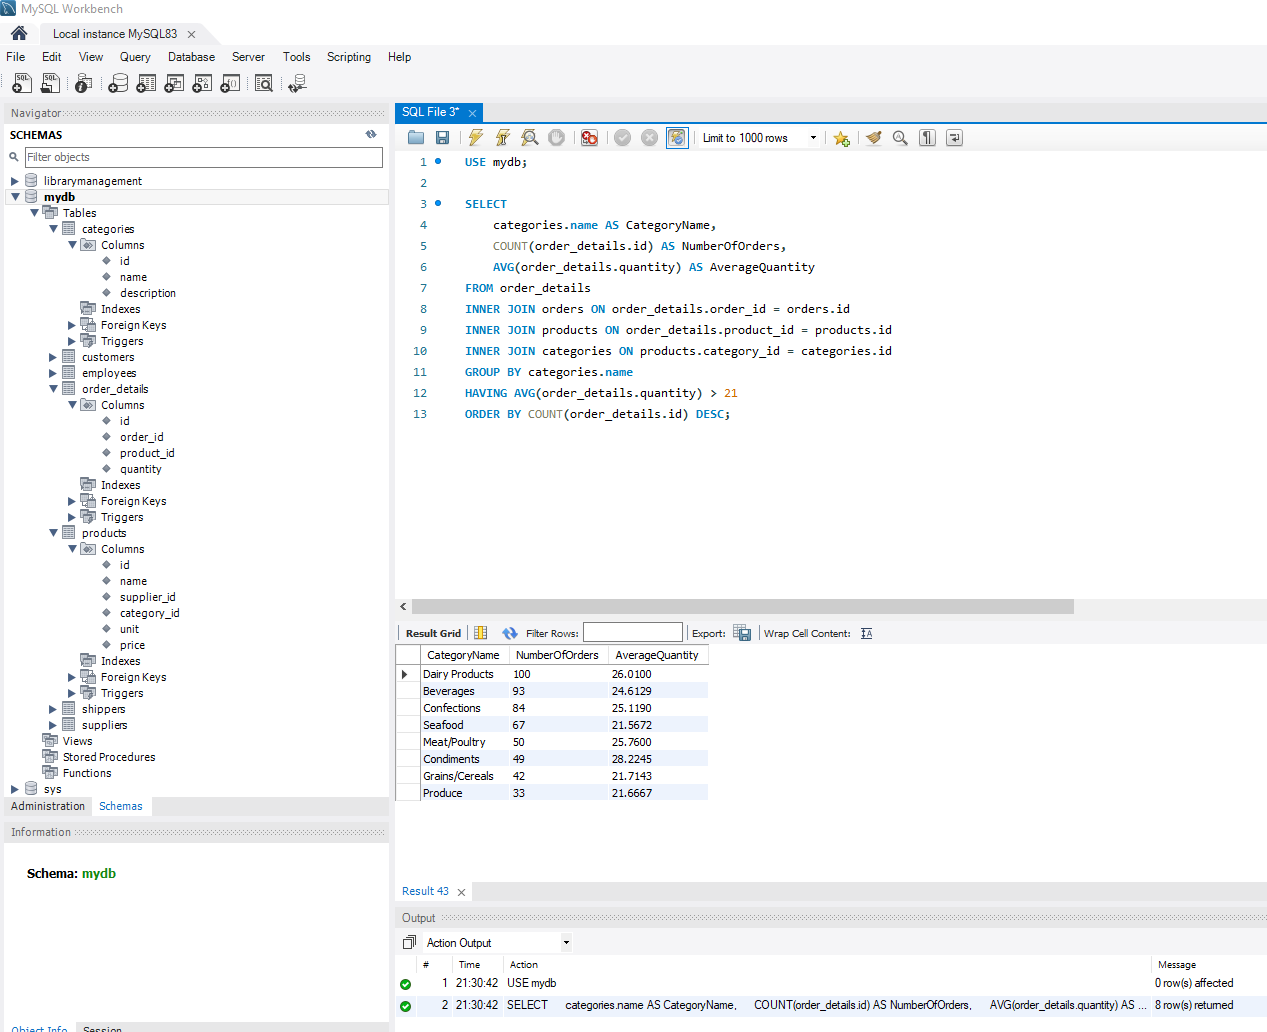 MySQL Workbench
Local instance MySQL83
File Edit View Query Database Server Tools Scripting Help
Navigator
SCHEMAS
Filter objects
librarymanagement
mydb
Tables
categories
Columns
id
name
description
Indexes
Foreign Keys
Triggers
customers
employees
order_details
Columns
id
order_id
product_id
quantity
Indexes
Foreign Keys
Triggers
products
Columns
id
name
supplier_id
category_id
unit
price
Indexes
Foreign Keys
Triggers
shippers
suppliers
Views
Stored Procedures
Functions
sys
Administration Schemas
Information
Schema: mydb
Object Info Session
SQL File 3*
Limit to 1000 rows
1 USE mydb;
2
3 SELECT
4 categories.name AS CategoryName,
5 COUNT(order_details.id) AS NumberOfOrders,
6 AVG(order_details.quantity) AS AverageQuantity
7 FROM order_details
8 INNER JOIN orders ON order_details.order_id = orders.id
9 INNER JOIN products ON order_details.product_id = products.id
10 INNER JOIN categories ON products.category_id = categories.id
11 GROUP BY categories.name
12 HAVING AVG(order_details.quantity) > 21
13 ORDER BY COUNT(order_details.id) DESC;
Result Grid Filter Rows: Export: Wrap Cell Content:
CategoryName NumberOfOrders AverageQuantity
Dairy Products 100 26.0100
Beverages 93 24.6129
Confections 84 25.1190
Seafood 67 21.5672
Meat/Poultry 50 25.7600
Condiments 49 28.2245
Grains/Cereals 42 21.7143
Produce 33 21.6667
Result 43
Output
Action Output
# Time Action Message
1 21:30:42 USE mydb 0 row(s) affected
2 21:30:42 SELECT categories.name AS CategoryName, COUNT(order_details.id) AS NumberOfOrders, AVG(order_details.quantity) AS ... 8 row(s) returned